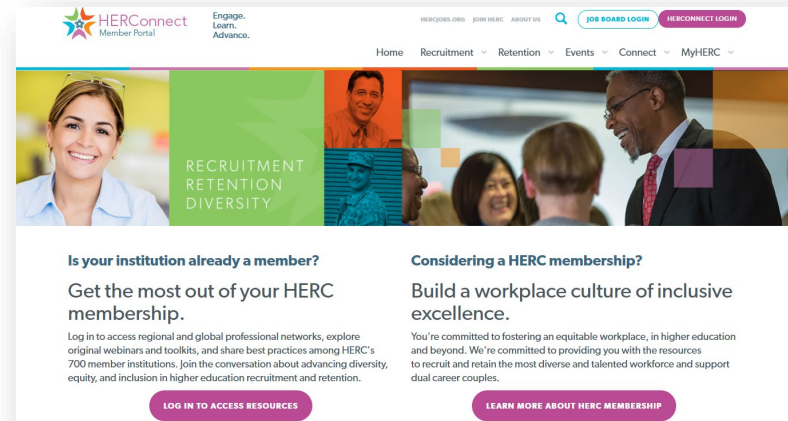 HERConnect
Member Portal
Engage.
Learn.
Advance.
HERCJOBS.ORG JOIN HERC ABOUT US
JOB BOARD LOGIN
HERCONNECT LOGIN
Home Recruitment Retention Events Connect MyHERC
RECRUITMENT
RETENTION
DIVERSITY
Is your institution already a member?
Get the most out of your HERC
membership.
Log in to access regional and global professional networks, explore
original webinars and toolkits, and share best practices among HERC's
700 member institutions. Join the conversation about advancing diversity,
equity, and inclusion in higher education recruitment and retention.
LOG IN TO ACCESS RESOURCES
Considering a HERC membership?
Build a workplace culture of inclusive
excellence.
You're committed to fostering an equitable workplace, in higher education
and beyond. We're committed to providing you with the resources
to recruit and retain the most diverse and talented workforce and support
dual career couples.
LEARN MORE ABOUT HERC MEMBERSHIP